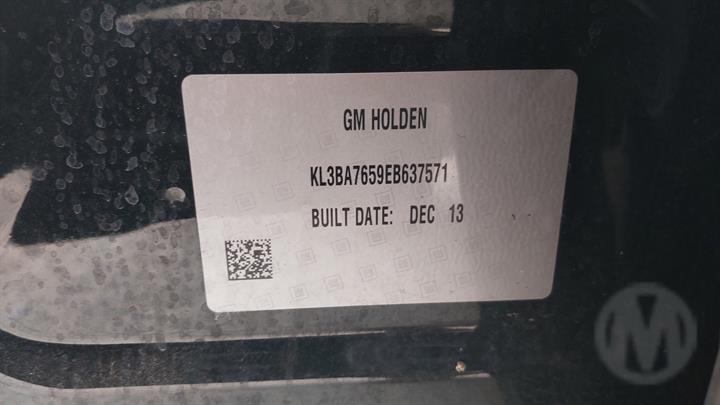 GM HOLDEN
KL3BA7659EB637571
BUILT DATE: DEC 13
M